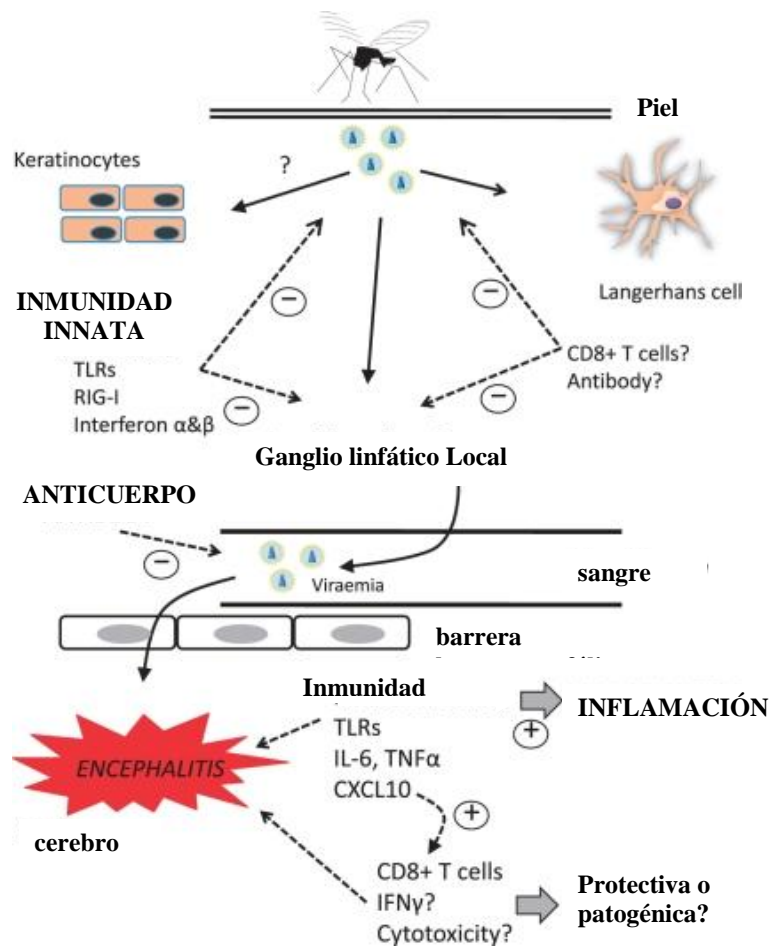 Piel
Keratinocytes
?
Langerhans cell
INMUNIDAD
INNATA
TLRs
RIG-I
Interferon α&β
−
−
−
−
CD8+ T cells?
Antibody?
Ganglio linfático Local
ANTICUERPO
−
Viraemia
sangre
barrera
Inmunidad
TLRs
IL-6, TNFα
CXCL10
+
INFLAMACIÓN
+
ENCEPHALITIS
cerebro
CD8+ T cells
IFNγ?
Cytotoxicity?
Protectiva o
patogénica?